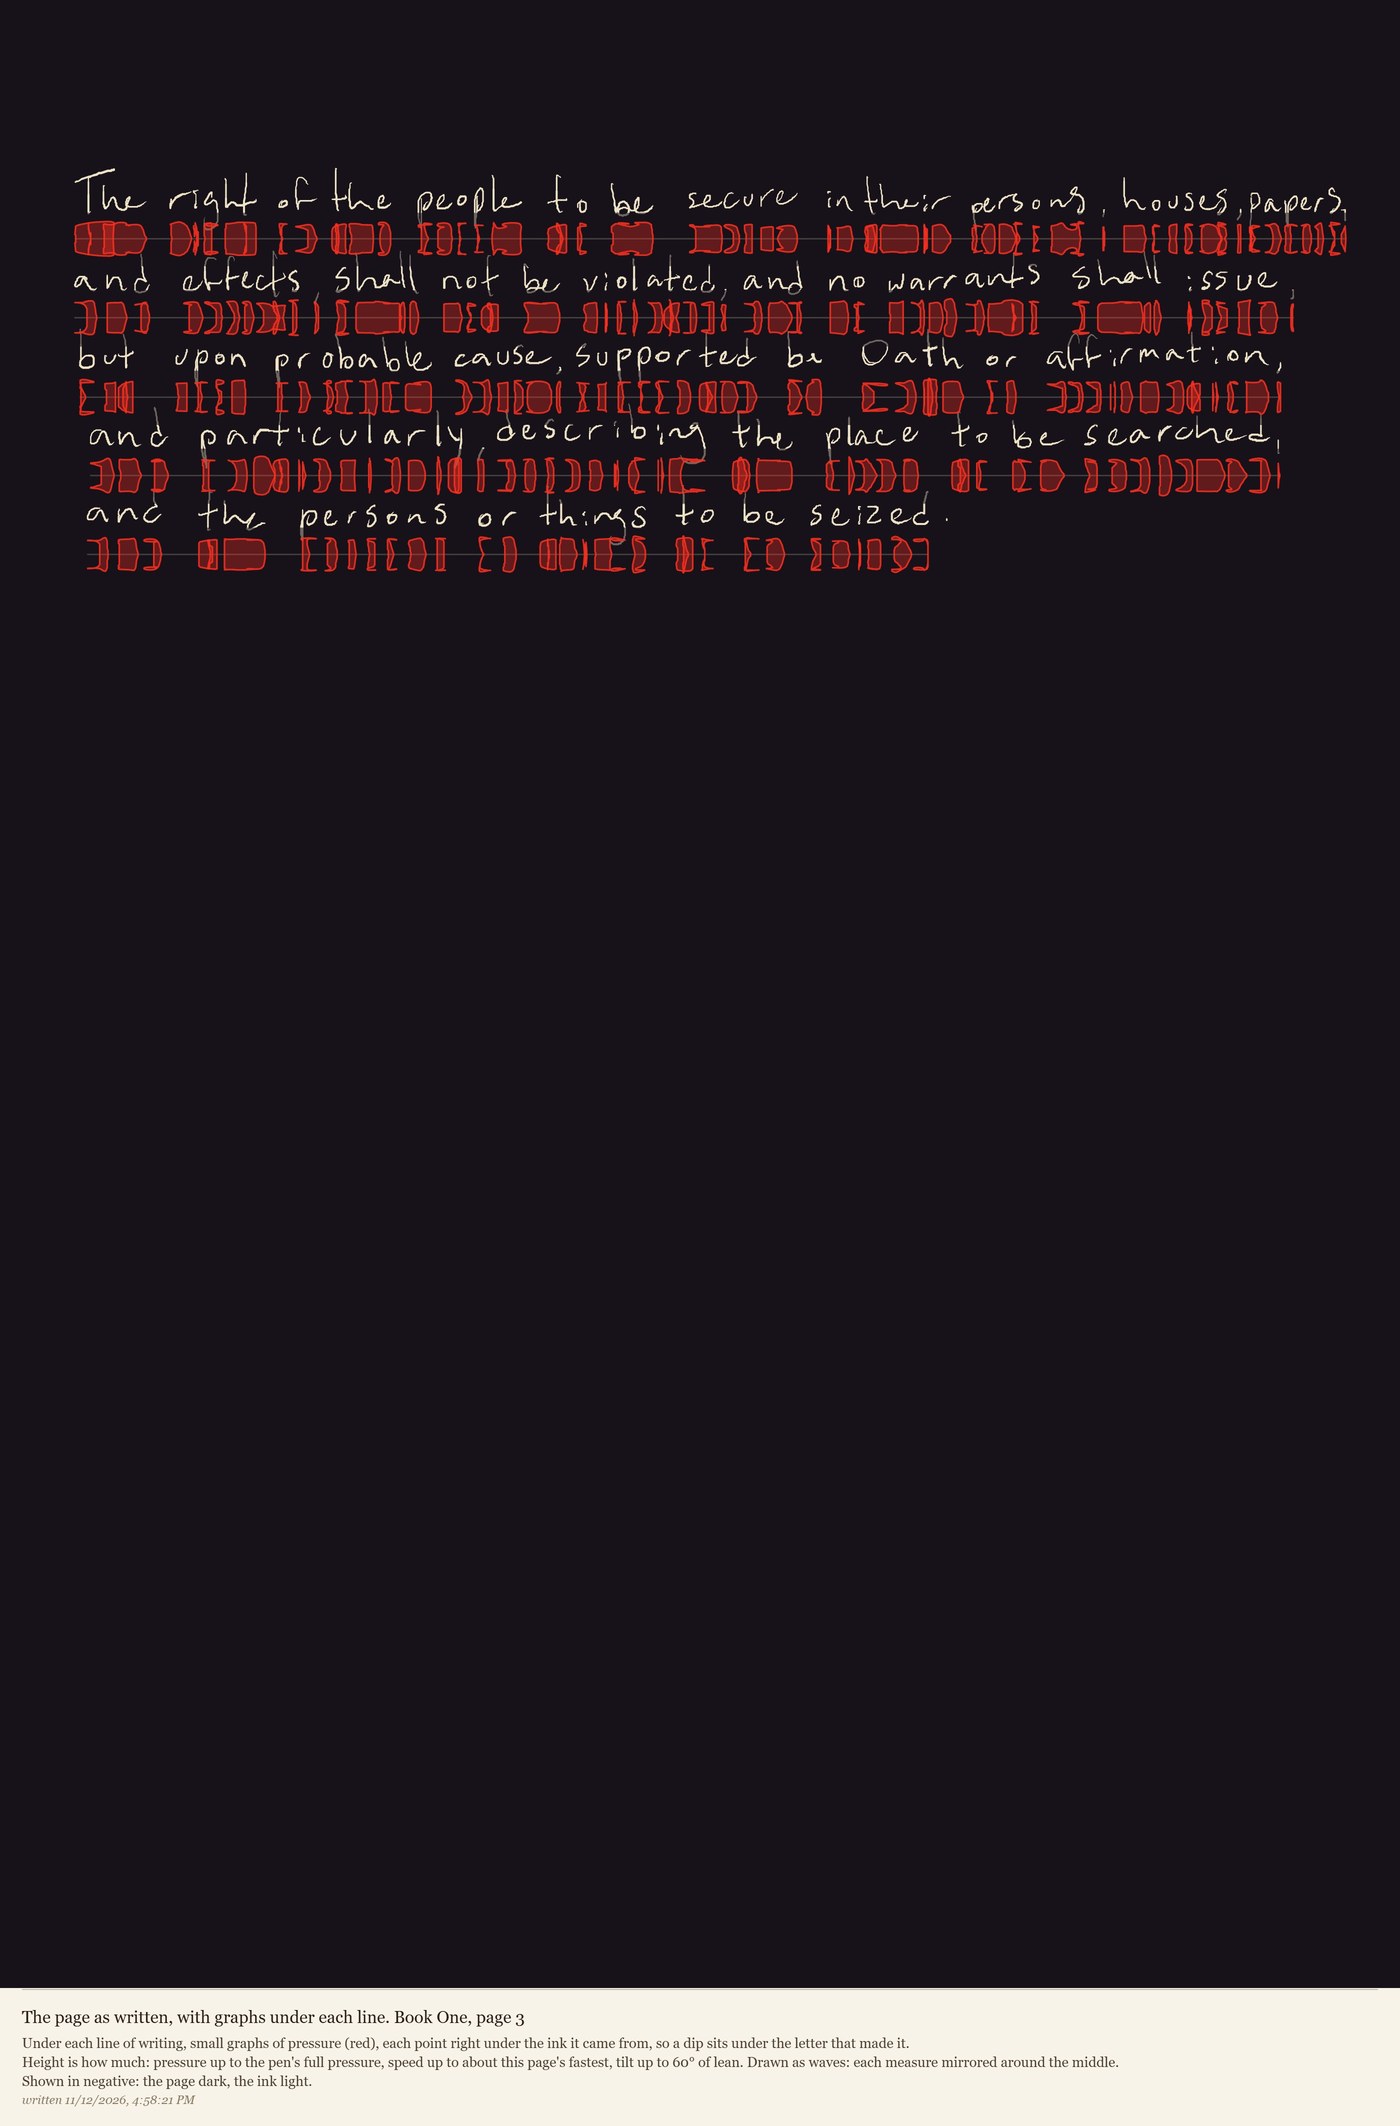 The right of the people to be secure in their persons, houses, papers,
and effects, shall not be violated, and no warrants shall issue,
but upon probable cause, supported by Oath or affirmation,
and particularly describing the place to be searched,
and the persons or things to be seized.
The page as written, with graphs under each line. Book One, page 3
Under each line of writing, small graphs of pressure (red), each point right under the ink it came from, so a dip sits under the letter that made it.
Height is how much: pressure up to the pen's full pressure, speed up to about this page's fastest, tilt up to 60° of lean. Drawn as waves: each measure mirrored around the middle.
Shown in negative: the page dark, the ink light.
written 11/12/2026, 4:58:21 PM